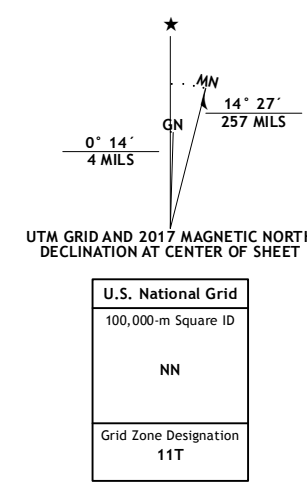 ★
MN
GN
14° 27´
257 MILS
0° 14´
4 MILS
UTM GRID AND 2017 MAGNETIC NORTH
DECLINATION AT CENTER OF SHEET
U.S. National Grid
100,000-m Square ID
NN
Grid Zone Designation
11T